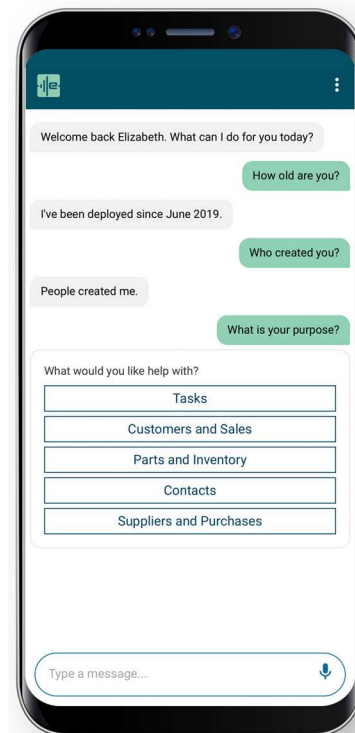 e
Welcome back Elizabeth. What can I do for you today?
How old are you?
I've been deployed since June 2019.
Who created you?
People created me.
What is your purpose?
What would you like help with?
Tasks
Customers and Sales
Parts and Inventory
Contacts
Suppliers and Purchases
Type a message...